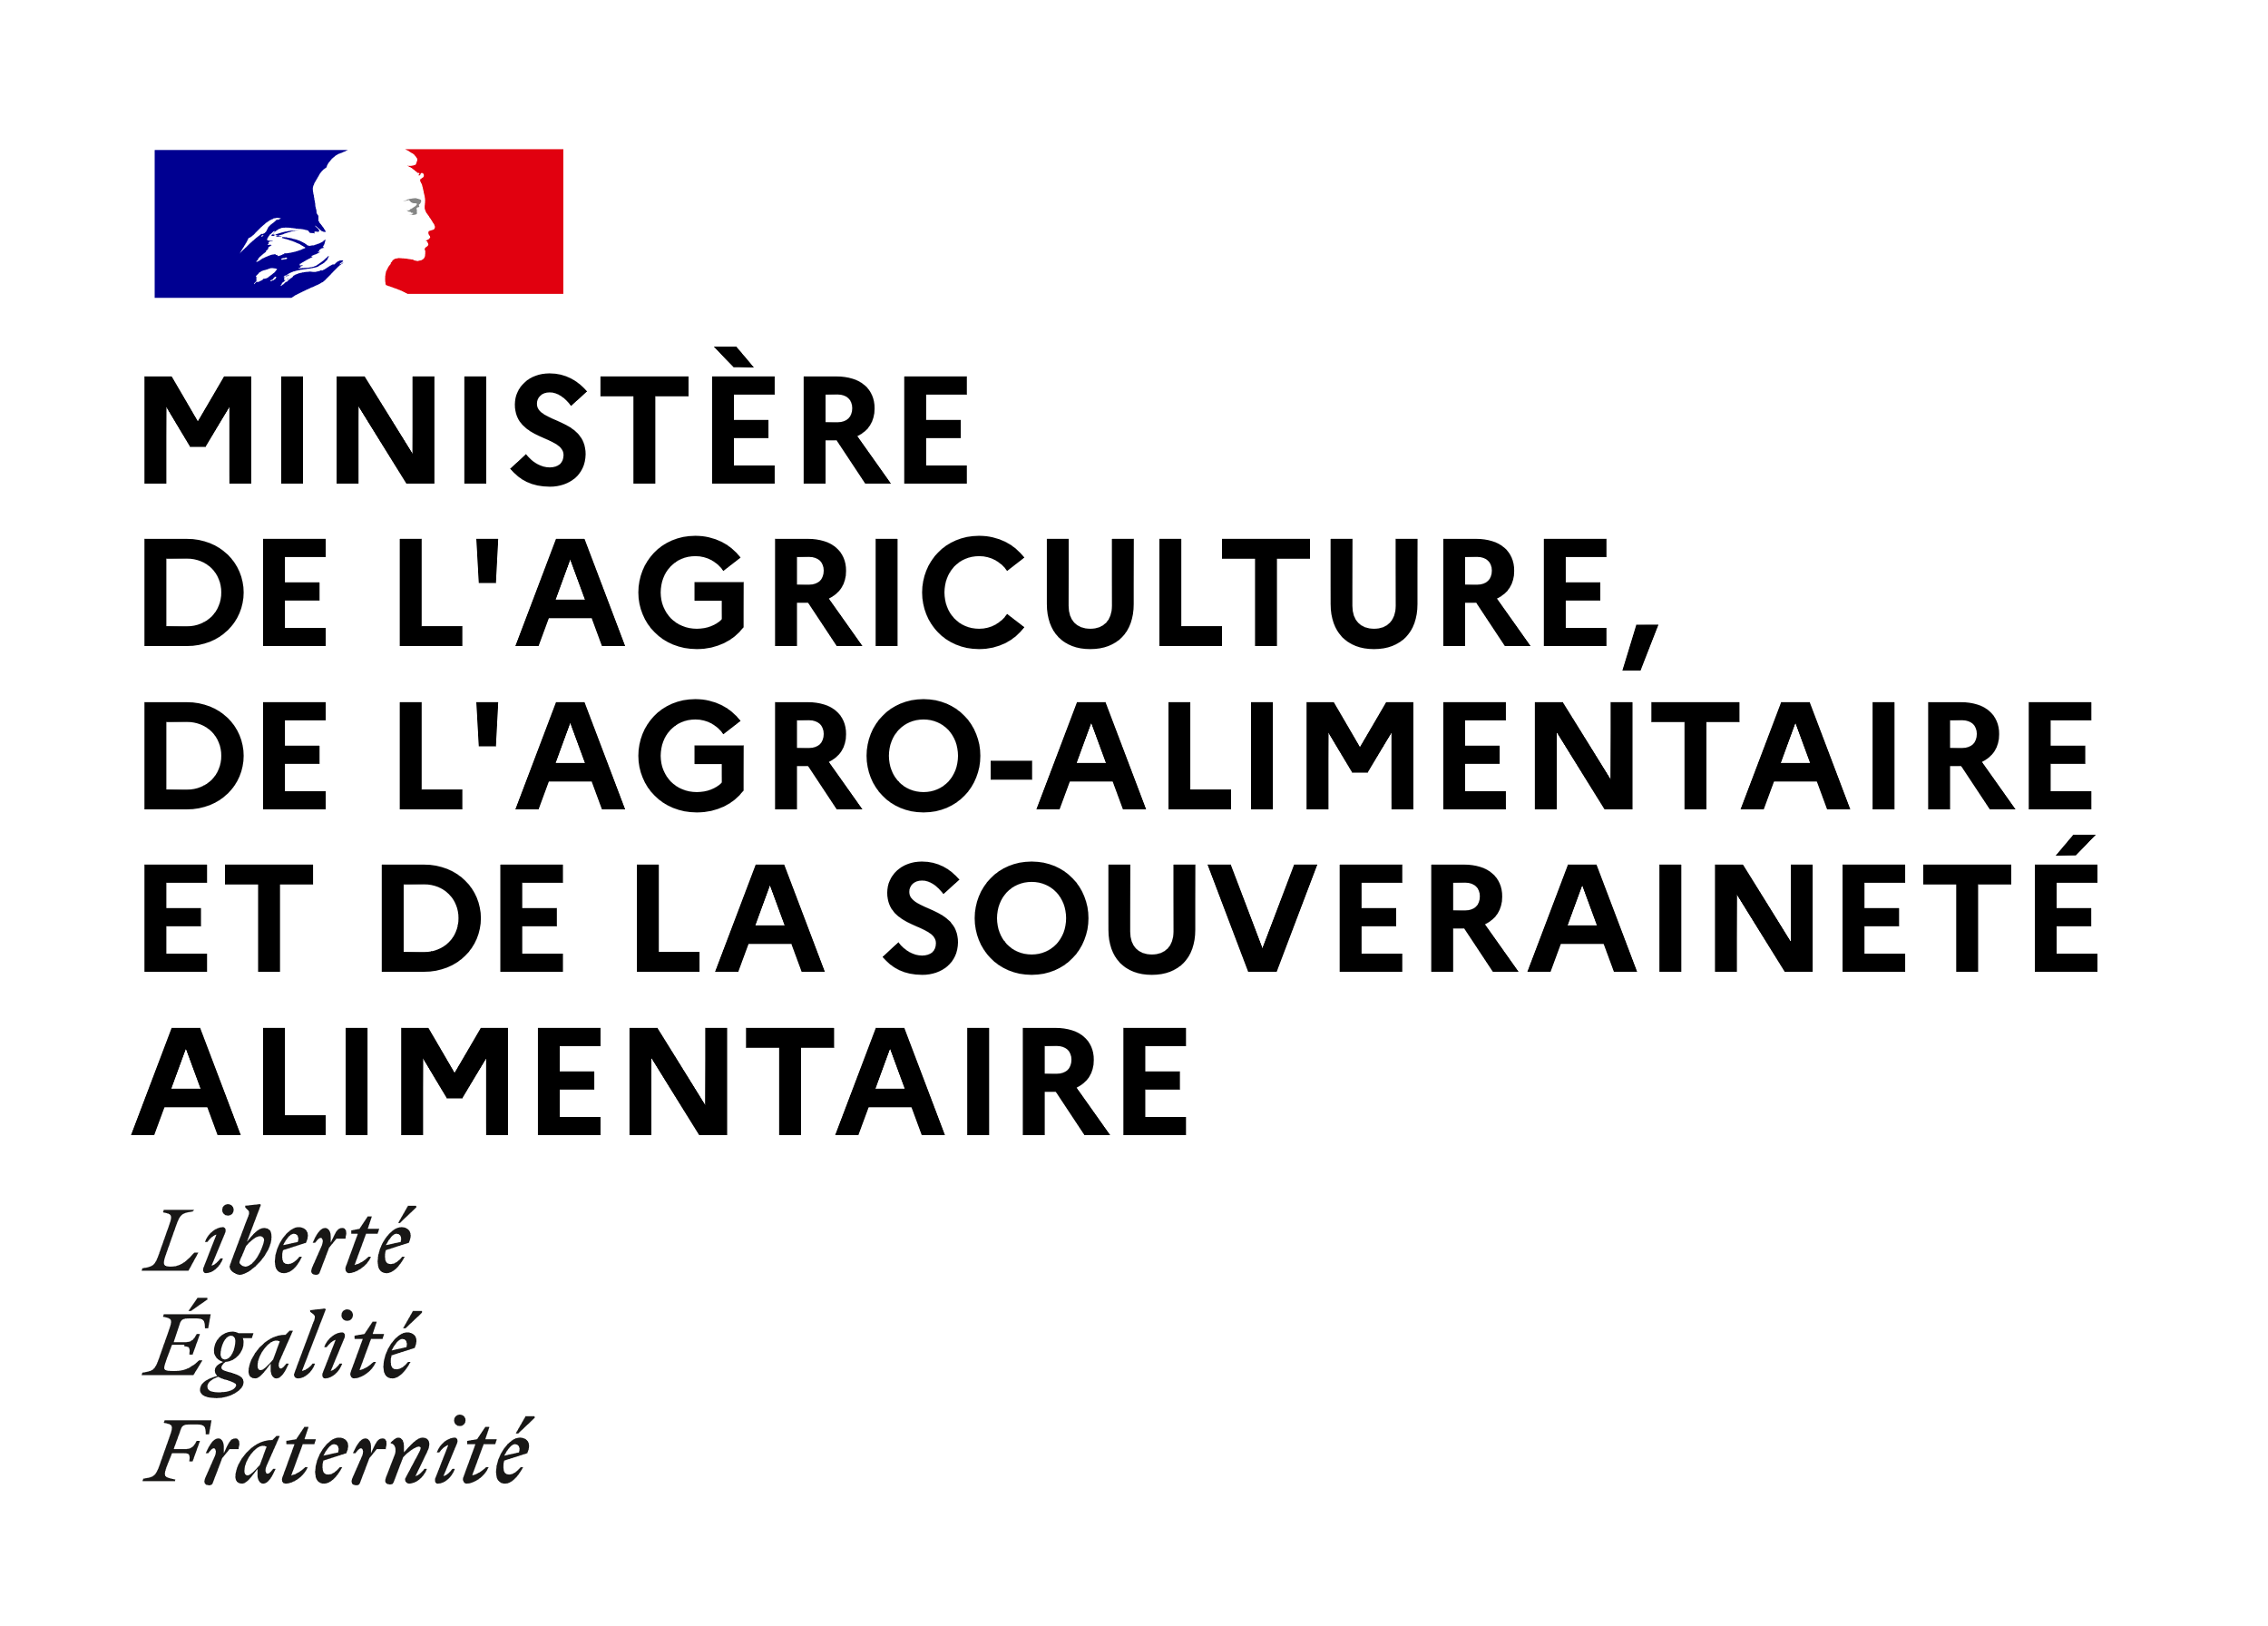 MINISTÈRE
DE L'AGRICULTURE,
DE L'AGRO-ALIMENTAIRE
ET DE LA SOUVERAINETÉ
ALIMENTAIRE
Liberté
Égalité
Fraternité